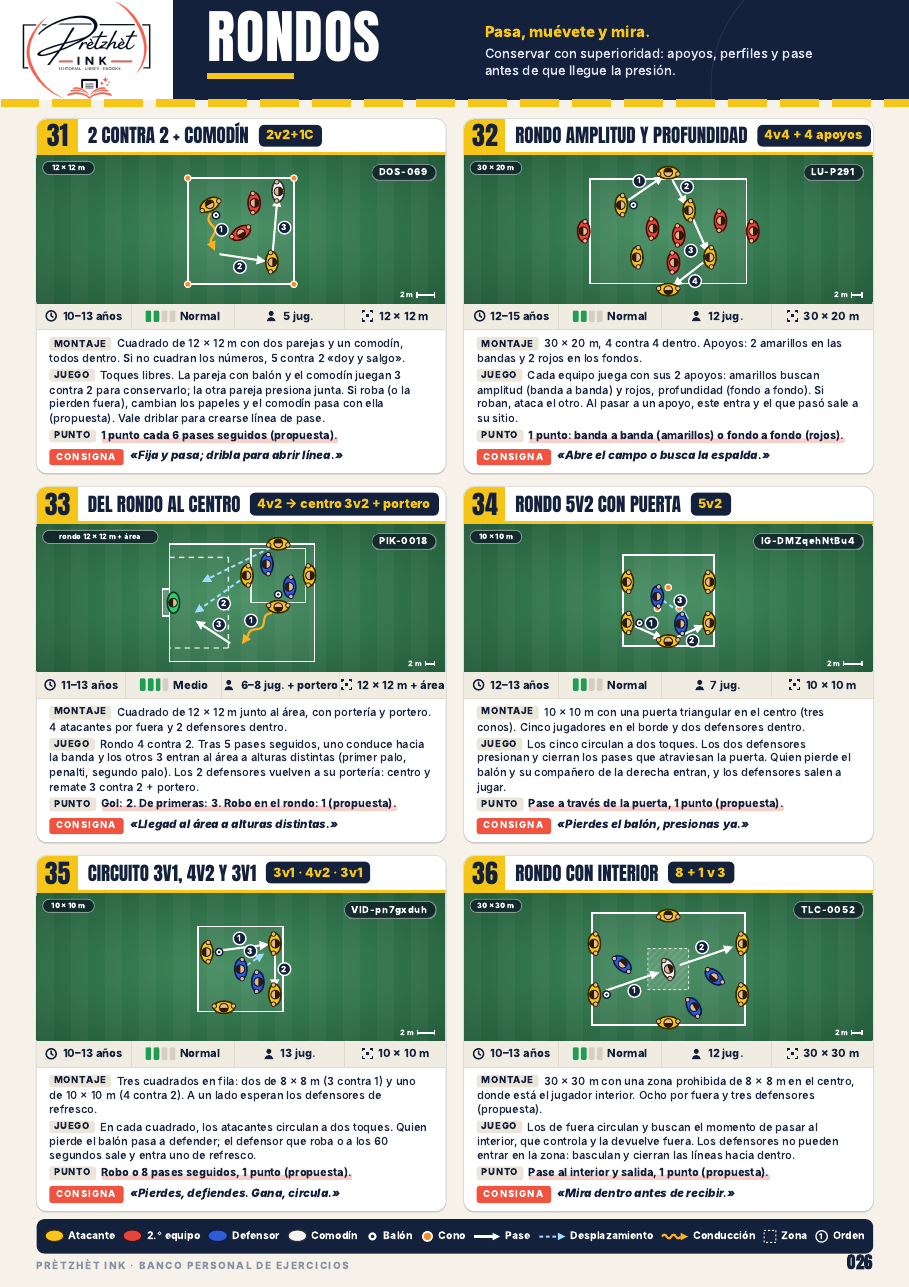 Prètzhèt
INK
EDITORIAL · LIBRES · EBOOKS
RONDOS
Pasa, muévete y mira.
Conservar con superioridad: apoyos, perfiles y pase
antes de que llegue la presión.
31 2 CONTRA 2 + COMODÍN 2v2+1C
12 × 12 m
DOS-069
1
2
3
2 m
10–13 años Normal 5 jug. 12 × 12 m
MONTAJE Cuadrado de 12 × 12 m con dos parejas y un comodín,
todos dentro. Si no cuadran los números, 5 contra 2 «doy y salgo».
JUEGO Toques libres. La pareja con balón y el comodín juegan 3
contra 2 para conservarlo; la otra pareja presiona junta. Si roba (o la
pierden fuera), cambian los papeles y el comodín pasa con ella
(propuesta). Vale driblar para crearse línea de pase.
PUNTO 1 punto cada 6 pases seguidos (propuesta).
CONSIGNA «Fija y pasa; dribla para abrir línea.»
32 RONDO AMPLITUD Y PROFUNDIDAD 4v4 + 4 apoyos
30 × 20 m
LU-P291
1
2
3
4
2 m
12–15 años Normal 12 jug. 30 × 20 m
MONTAJE 30 × 20 m, 4 contra 4 dentro. Apoyos: 2 amarillos en las
bandas y 2 rojos en los fondos.
JUEGO Cada equipo juega con sus 2 apoyos: amarillos buscan
amplitud (banda a banda) y rojos, profundidad (fondo a fondo). Si
roban, ataca el otro. Al pasar a un apoyo, este entra y el que pasó sale a
su sitio.
PUNTO 1 punto: banda a banda (amarillos) o fondo a fondo (rojos).
CONSIGNA «Abre el campo o busca la espalda.»
33 DEL RONDO AL CENTRO 4v2 → centro 3v2 + portero
rondo 12 × 12 m + área
PIK-0018
2
3
1
2 m
11–13 años Medio 6–8 jug. + portero 12 × 12 m + área
MONTAJE Cuadrado de 12 × 12 m junto al área, con portería y portero.
4 atacantes por fuera y 2 defensores dentro.
JUEGO Rondo 4 contra 2. Tras 5 pases seguidos, uno conduce hacia
la banda y los otros 3 entran al área a alturas distintas (primer palo,
penalti, segundo palo). Los 2 defensores vuelven a su portería: centro y
remate 3 contra 2 + portero.
PUNTO Gol: 2. De primeras: 3. Robo en el rondo: 1 (propuesta).
CONSIGNA «Llegad al área a alturas distintas.»
34 RONDO 5V2 CON PUERTA 5v2
10 × 10 m
IG-DMZqehNtBu4
3
1
2
2 m
12–13 años Normal 7 jug. 10 × 10 m
MONTAJE 10 × 10 m con una puerta triangular en el centro (tres
conos). Cinco jugadores en el borde y dos defensores dentro.
JUEGO Los cinco circulan a dos toques. Los dos defensores
presionan y cierran los pases que atraviesan la puerta. Quien pierde el
balón y su compañero de la derecha entran, y los defensores salen a
jugar.
PUNTO Pase a través de la puerta, 1 punto (propuesta).
CONSIGNA «Pierdes el balón, presionas ya.»
35 CIRCUITO 3V1, 4V2 Y 3V1 3v1 · 4v2 · 3v1
10 × 10 m
VID-pn7gxduh
1
3
2
2 m
10–13 años Normal 13 jug. 10 × 10 m
MONTAJE Tres cuadrados en fila: dos de 8 × 8 m (3 contra 1) y uno
de 10 × 10 m (4 contra 2). A un lado esperan los defensores de
refresco.
JUEGO En cada cuadrado, los atacantes circulan a dos toques. Quien
pierde el balón pasa a defender; el defensor que roba o a los 60
segundos sale y entra uno de refresco.
PUNTO Robo o 8 pases seguidos, 1 punto (propuesta).
CONSIGNA «Pierdes, defiendes. Gana, circula.»
36 RONDO CON INTERIOR 8 + 1 v 3
30 × 30 m
TLC-0052
2
1
2 m
10–13 años Normal 12 jug. 30 × 30 m
MONTAJE 30 × 30 m con una zona prohibida de 8 × 8 m en el centro,
donde está el jugador interior. Ocho por fuera y tres defensores
(propuesta).
JUEGO Los de fuera circulan y buscan el momento de pasar al
interior, que controla y la devuelve fuera. Los defensores no pueden
entrar en la zona: basculan y cierran las líneas hacia dentro.
PUNTO Pase al interior y salida, 1 punto (propuesta).
CONSIGNA «Mira dentro antes de recibir.»
Atacante 2.º equipo Defensor Comodín Balón Cono Pase Desplazamiento Conducción Zona 1 Orden
PRÈTZHÈT INK · BANCO PERSONAL DE EJERCICIOS 026